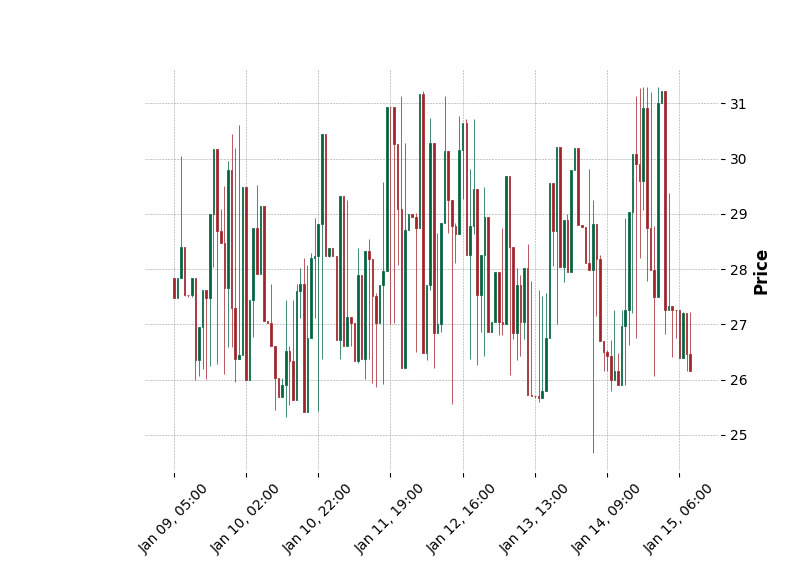 31
30
29
28
27
26
25
Price
Jan 09, 05:00
Jan 10, 02:00
Jan 10, 22:00
Jan 11, 19:00
Jan 12, 16:00
Jan 13, 13:00
Jan 14, 09:00
Jan 15, 06:00